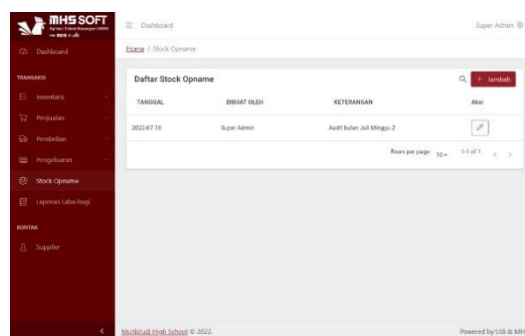 MHS SOFT
Dashboard
Super Admin
Dashboard
Home / Stock Opname
TRANSAKSI
Inventaris
Penjualan
Pembelian
Pengeluaran
Stock Opname
Laporan Laba Rugi
KONTAK
Supplier
Daftar Stock Opname
+ Tambah
TANGGAL DIBUAT OLEH KETERANGAN Aksi
2022-07-16 Super Admin Audit bulan Juli Minggu 2
Rows per page: 10 1-1 of 1
Multistudi High School © 2022.
Powered by UIB & MH